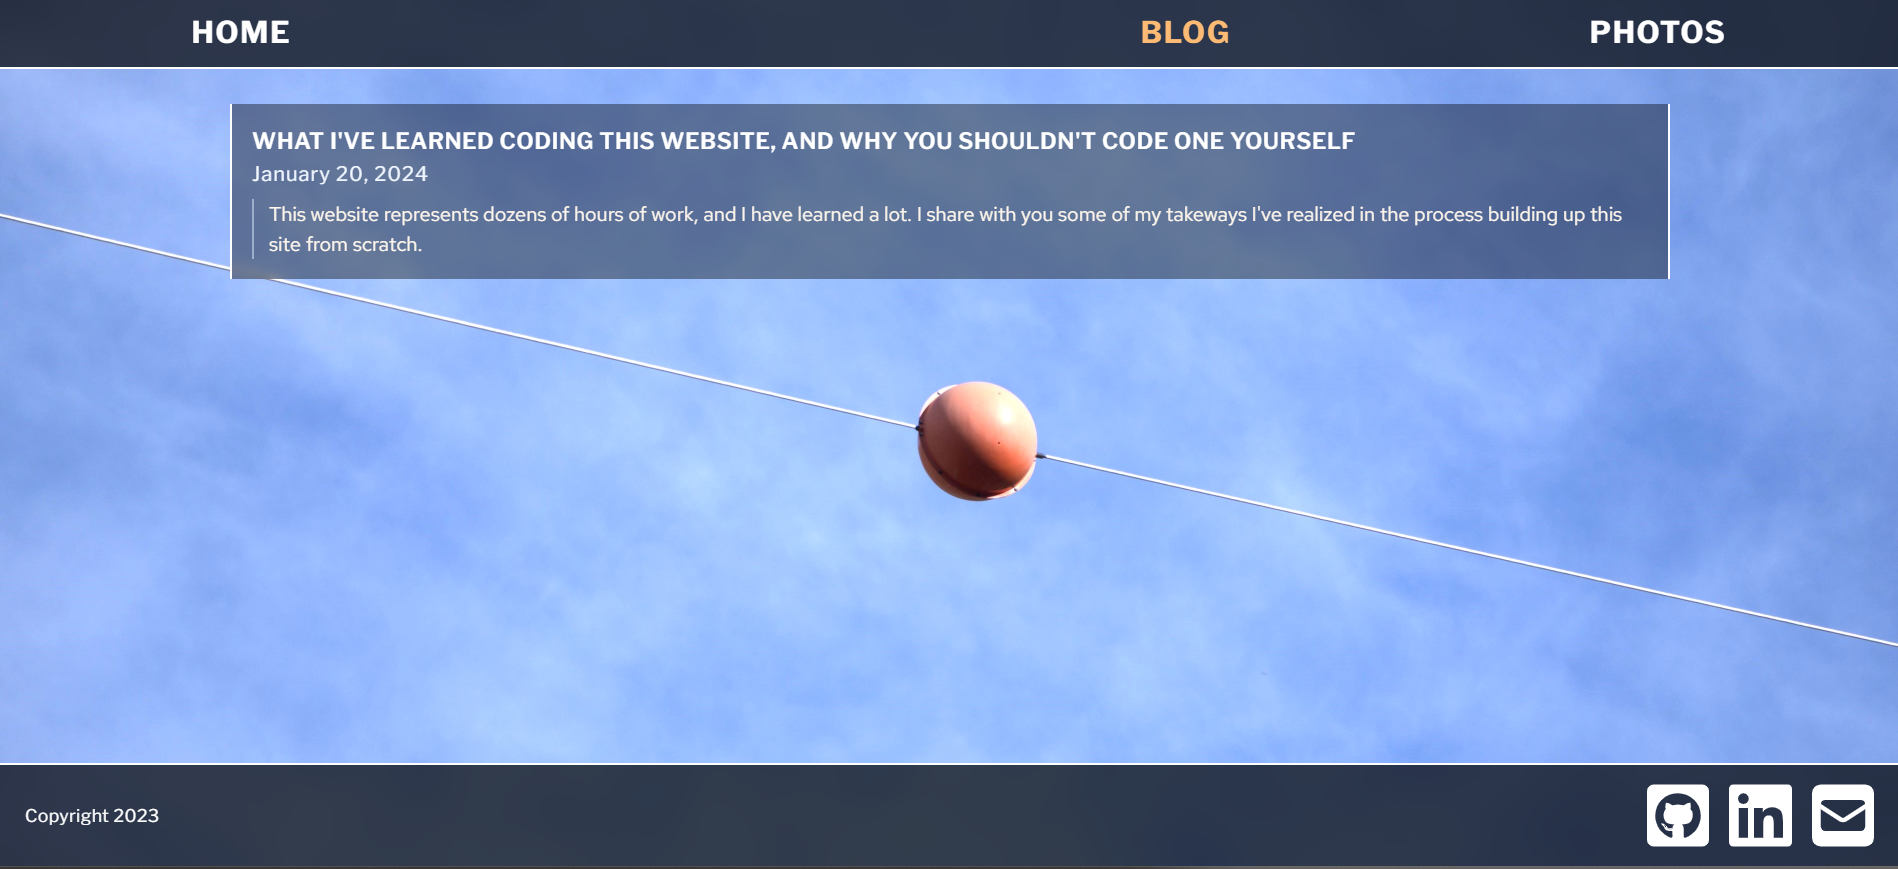 HOME BLOG PHOTOS
WHAT I'VE LEARNED CODING THIS WEBSITE, AND WHY YOU SHOULDN'T CODE ONE YOURSELF
January 20, 2024
This website represents dozens of hours of work, and I have learned a lot. I share with you some of my takeways I've realized in the process building up this
site from scratch.
Copyright 2023
in